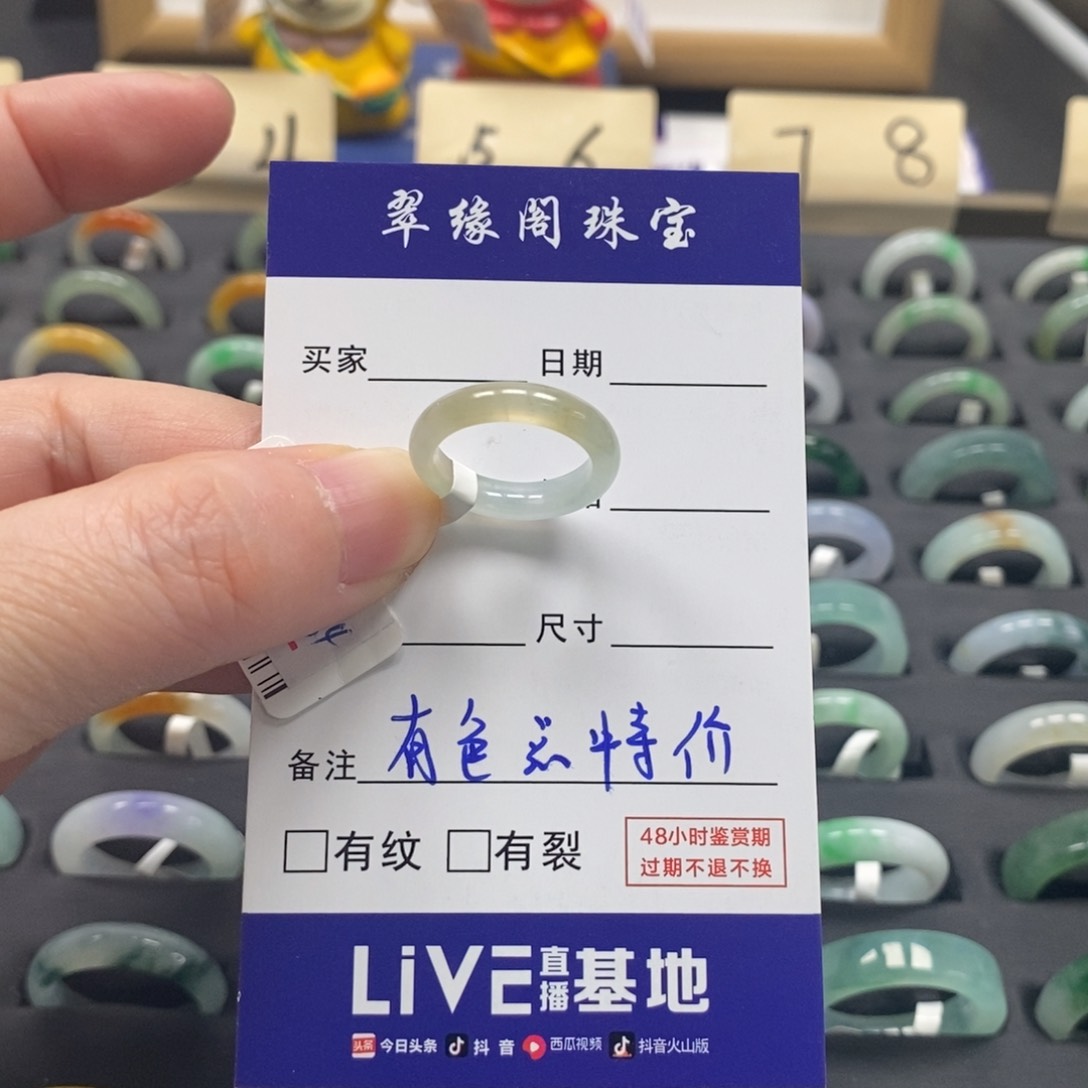 4
5 6
7 8
翠缘阁珠宝
买家 日期
尺寸
备注 有色 特价
有纹 有裂
48小时鉴赏期
过期不退不换
LiVE直播基地
头条 今日头条 抖音 西瓜视频 抖音火山版